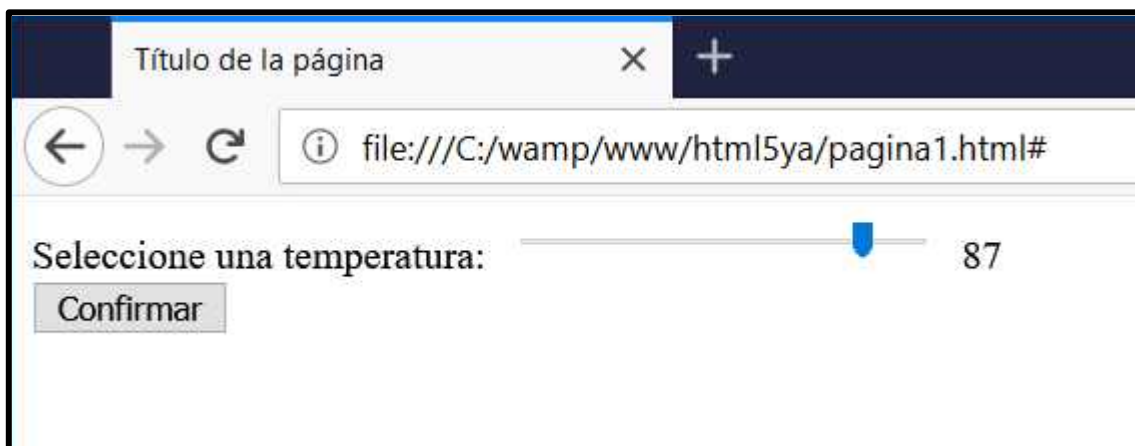 Título de la página
file:///C:/wamp/www/html5ya/pagina1.html#
Seleccione una temperatura: 87
Confirmar